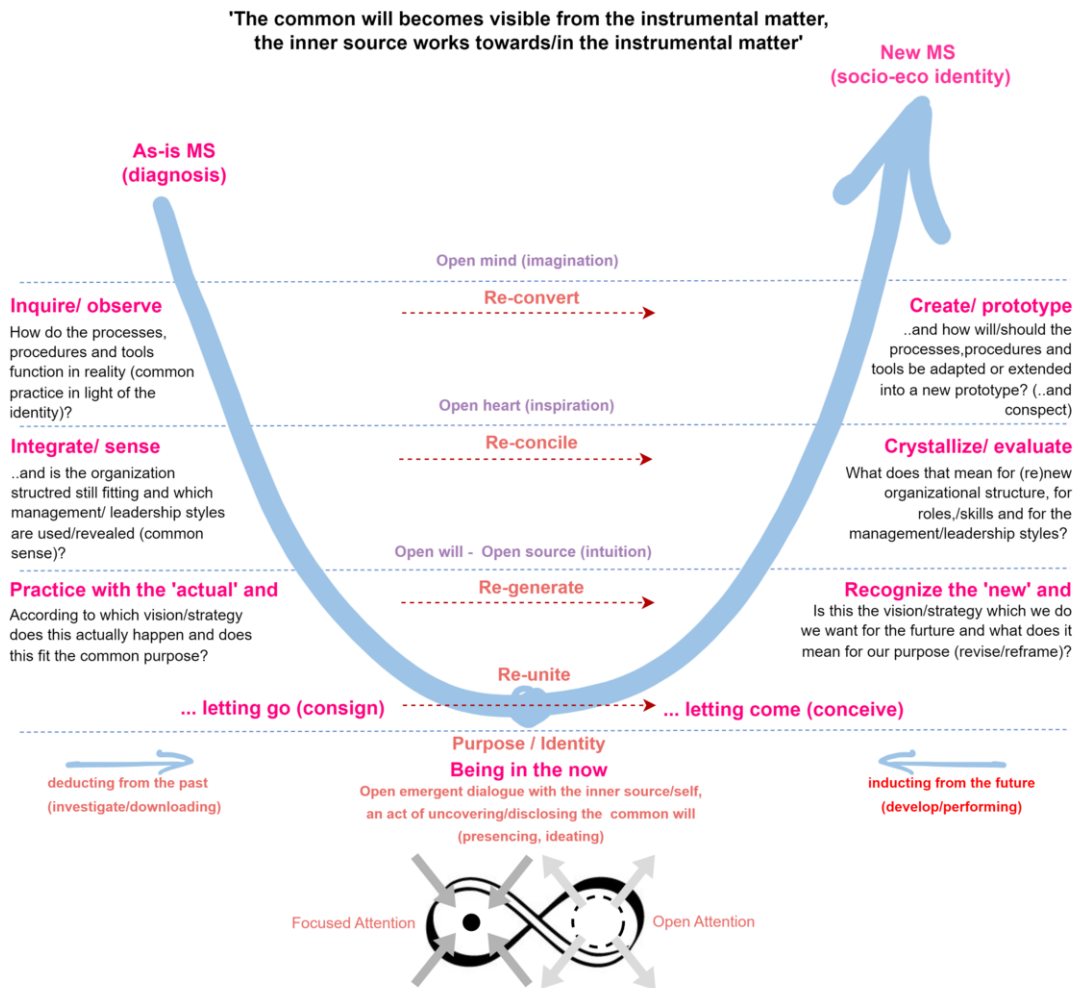 'The common will becomes visible from the instrumental matter,
the inner source works towards/in the instrumental matter'
New MS
(socio-eco identity)
As-is MS
(diagnosis)
Open mind (imagination)
Re-convert
Inquire/ observe
How do the processes,
procedures and tools
function in reality (common
practice in light of the
identity)?
Create/ prototype
..and how will/should the
processes,procedures and
tools be adapted or extended
into a new prototype? (..and
conspect)
Open heart (inspiration)
Re-concile
Integrate/ sense
..and is the organization
structred still fitting and which
management/ leadership styles
are used/revealed (common
sense)?
Crystallize/ evaluate
What does that mean for (re)new
organizational structure, for
roles,/skills and for the
management/leadership styles?
Open will - Open source (intuition)
Re-generate
Practice with the 'actual' and
According to which vision/strategy
does this actually happen and does
this fit the common purpose?
Recognize the 'new' and
Is this the vision/strategy which we do
we want for the furture and what does it
mean for our purpose (revise/reframe)?
Re-unite
... letting go (consign)
... letting come (conceive)
Purpose / Identity
Being in the now
Open emergent dialogue with the inner source/self,
an act of uncovering/disclosing the common will
(presencing, ideating)
deducting from the past
(investigate/downloading)
inducting from the future
(develop/performing)
Focused Attention
Open Attention